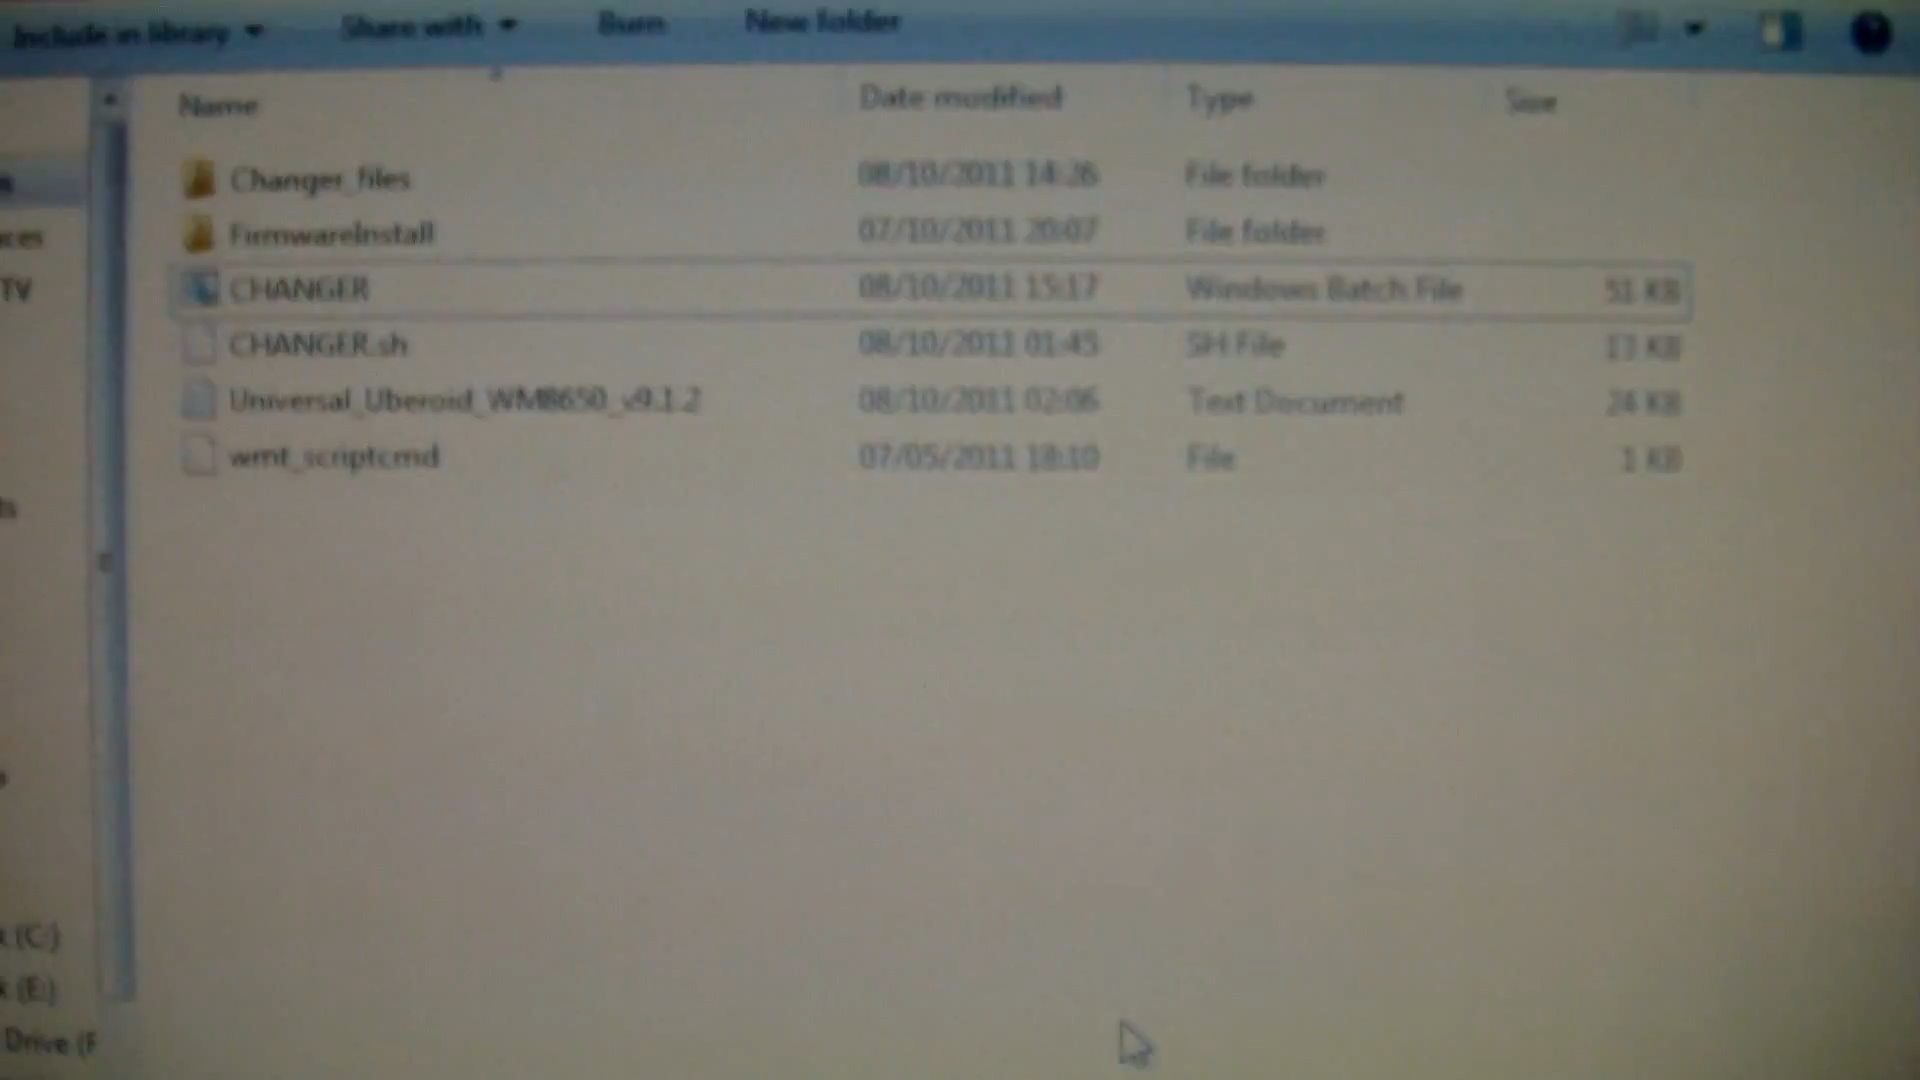 Include in library Share with Burn New folder
Name Date modified Type Size
Changer_files 08/10/2011 14:26 File folder
FirmwareInstall 07/10/2011 20:07 File folder
CHANGER 08/10/2011 15:17 Windows Batch File 51 KB
CHANGER.sh 08/10/2011 01:45 SH File 13 KB
Universal_Uberoid_WM8650_v9.1.2 08/10/2011 02:06 Text Document 24 KB
wmt_scriptcmd 07/05/2011 18:10 File 1 KB
TV
(C:)
(E:)
Drive (F